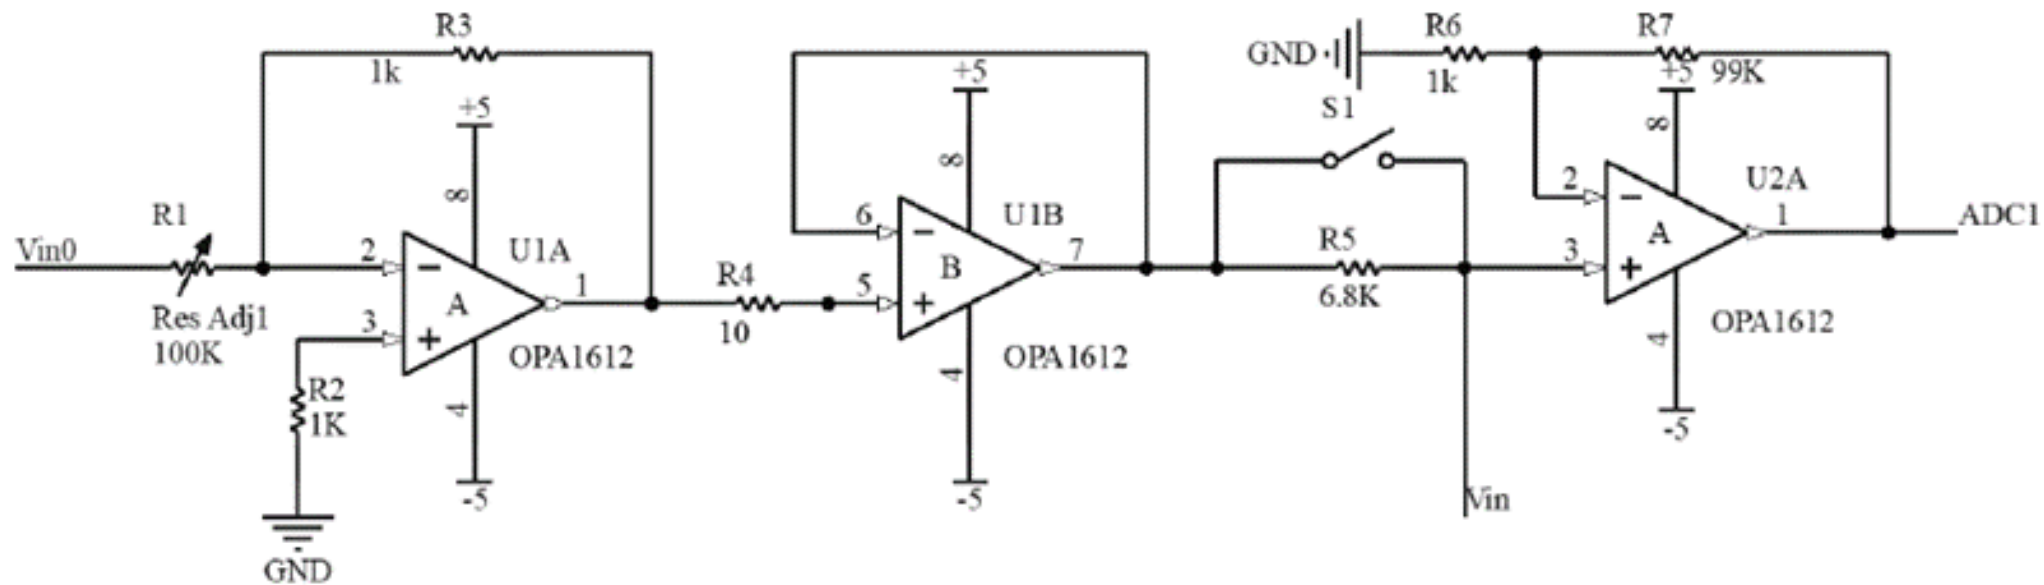 R3
1k
+5
8
R1
Vin0
2
U1A
1
A
Res Adj1
100K
3
OPA1612
R2
1K
4
-5
GND
R4
10
+5
8
6
U1B
7
B
5
OPA1612
4
-5
GND
R6
1k
R7
99K
+5
S1
8
2
U2A
1
ADC1
A
R5
6.8K
3
OPA1612
4
-5
Vin